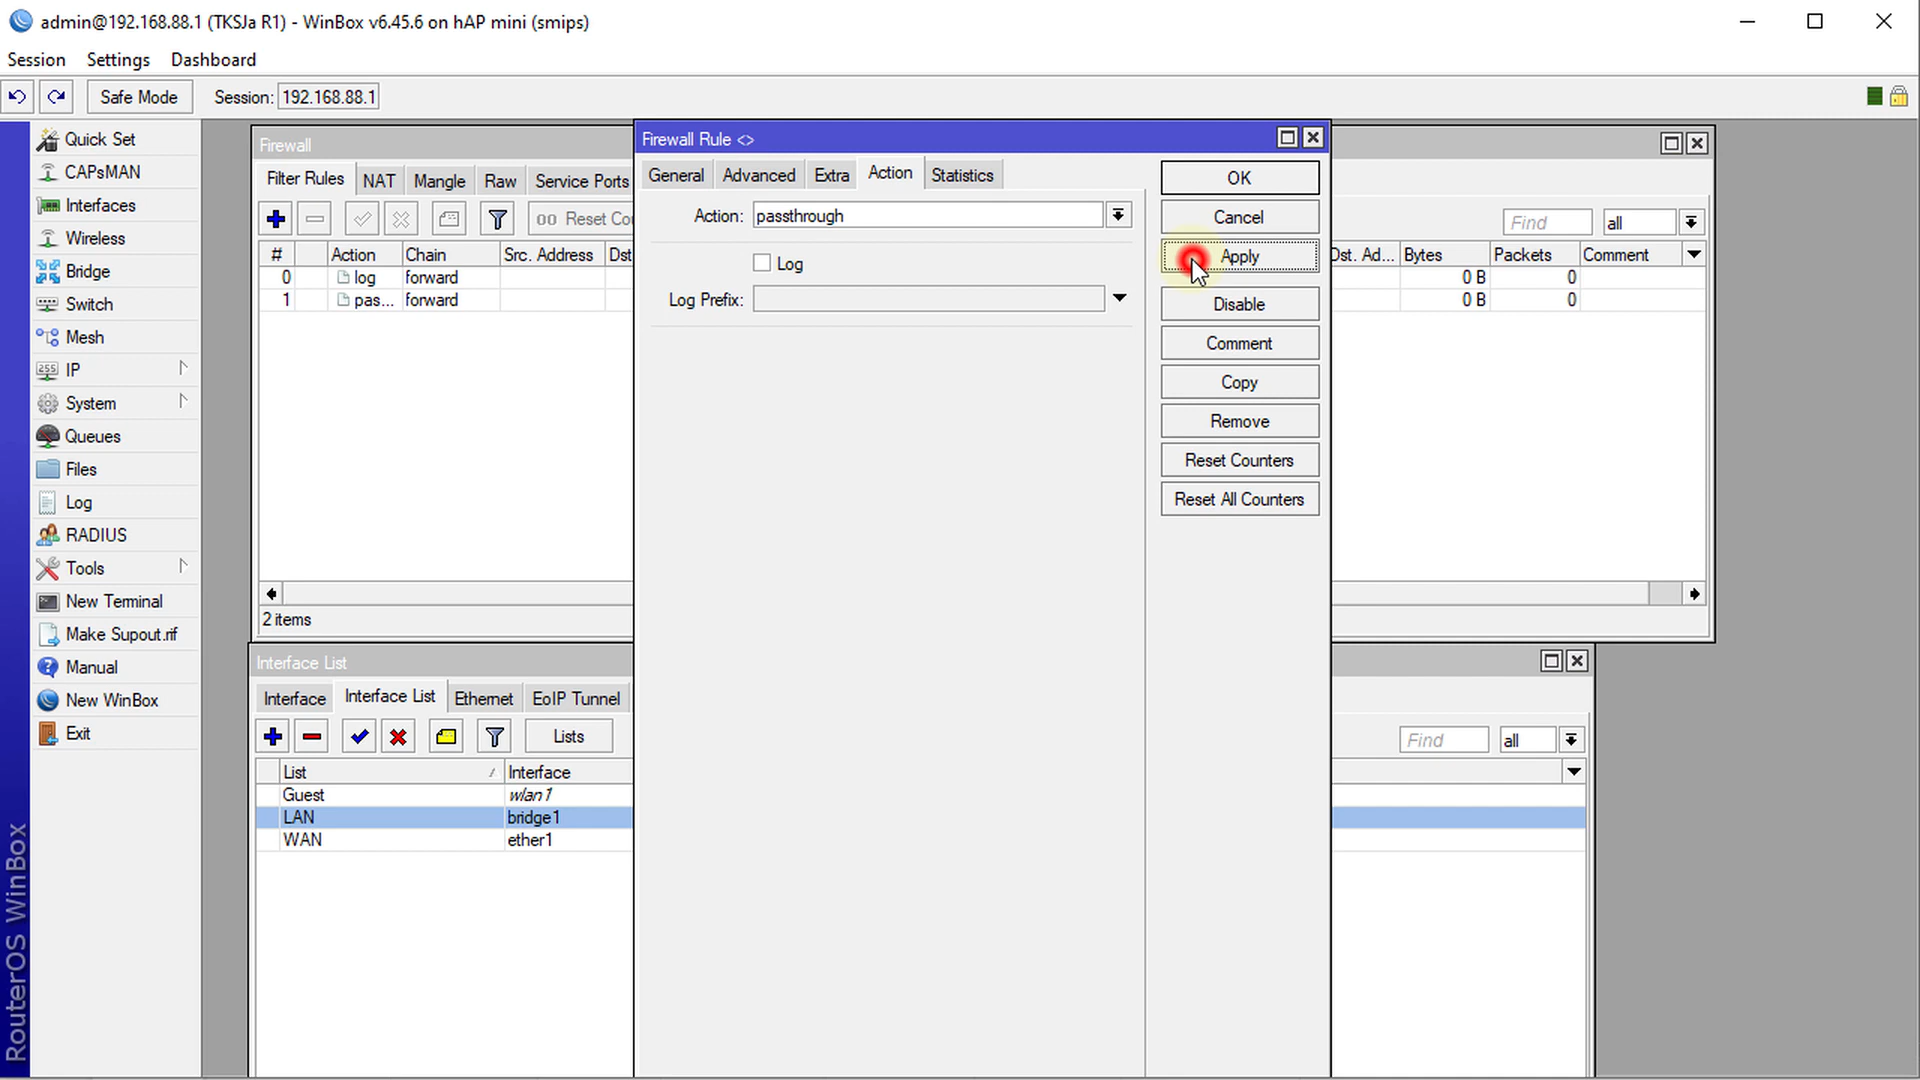 admin@192.168.88.1 (TKSJa R1) - WinBox v6.45.6 on hAP mini (smips)
Session Settings Dashboard
Safe Mode Session: 192.168.88.1
Quick Set
CAPsMAN
Interfaces
Wireless
Bridge
Switch
Mesh
IP
System
Queues
Files
Log
RADIUS
Tools
New Terminal
Make Supout.rif
Manual
New WinBox
Exit
RouterOS WinBox
Firewall
Filter Rules NAT Mangle Raw Service Ports
00 Reset Co
Find all
# Action Chain Src. Address Dst
Dst. Ad... Bytes Packets Comment
0 log forward 0 B 0
1 pas... forward 0 B 0
2 items
Firewall Rule <>
General Advanced Extra Action Statistics
Action: passthrough
Log
Log Prefix:
OK
Cancel
Apply
Disable
Comment
Copy
Remove
Reset Counters
Reset All Counters
Interface List
Interface Interface List Ethernet EoIP Tunnel
Lists
Find all
List Interface
Guest wlan1
LAN bridge1
WAN ether1